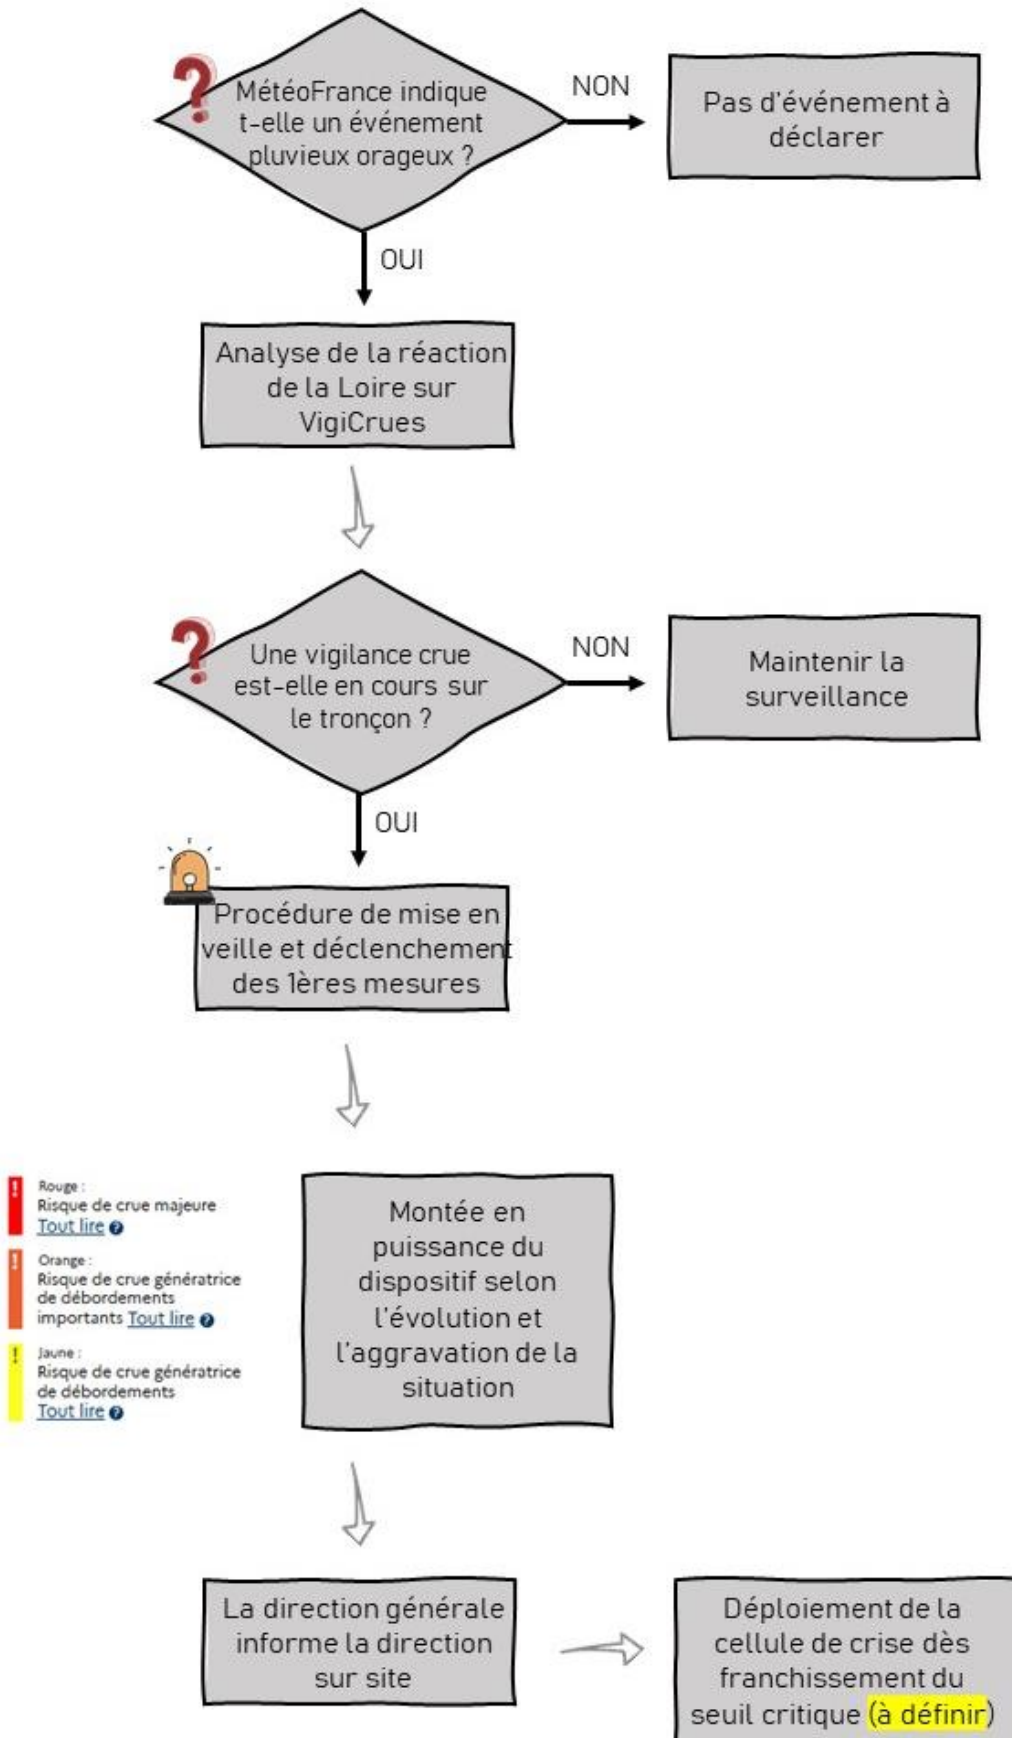 MétéoFrance indique
t-elle un événement
pluvieux orageux ?
NON
Pas d'événement à
déclarer
OUI
Analyse de la réaction
de la Loire sur
VigiCrues
Une vigilance crue
est-elle en cours sur
le tronçon ?
NON
Maintenir la
surveillance
OUI
Procédure de mise en
veille et déclenchement
des 1ères mesures
Rouge :
Risque de crue majeure
Tout lire
Orange :
Risque de crue génératrice
de débordements
importants Tout lire
Jaune :
Risque de crue génératrice
de débordements
Tout lire
Montée en
puissance du
dispositif selon
l'évolution et
l'aggravation de la
situation
La direction générale
informe la direction
sur site
Déploiement de la
cellule de crise dès
franchissement du
seuil critique (à définir)